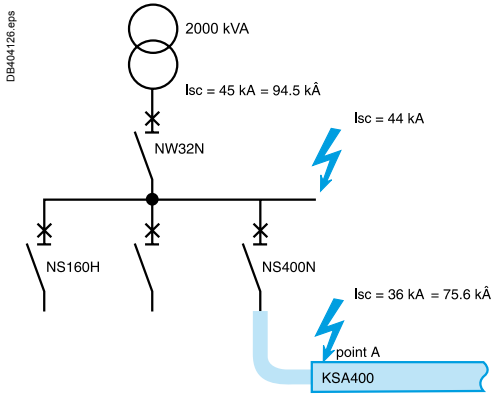 DB404126.eps
2000 kVA
Isc = 45 kA = 94.5 kÂ
Isc = 44 kA
NW32N
NS160H
NS400N
Isc = 36 kA = 75.6 kÂ
point A
KSA400